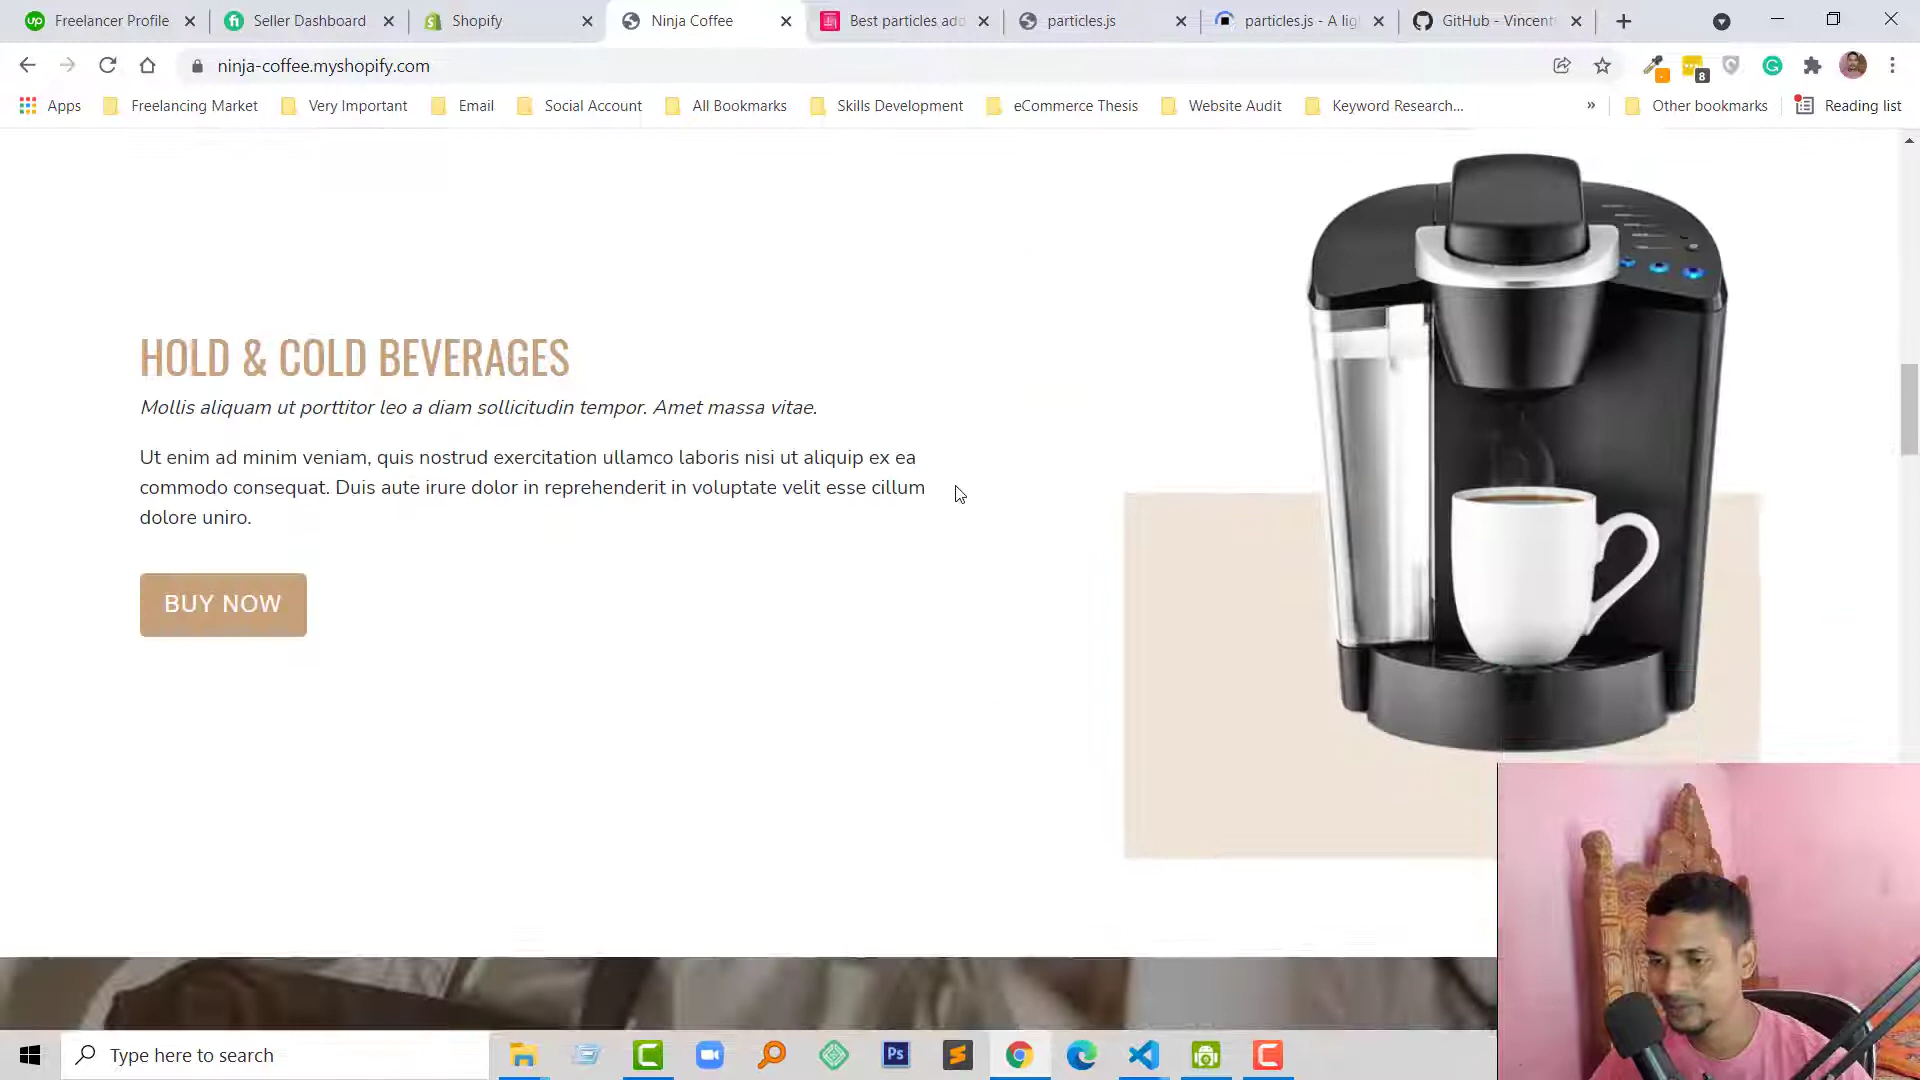 Freelancer Profile
Seller Dashboard
Shopify
Ninja Coffee
Best particles add
particles.js
particles.js - A lig
GitHub - Vincent
ninja-coffee.myshopify.com
8
Apps
Freelancing Market
Very Important
Email
Social Account
All Bookmarks
Skills Development
eCommerce Thesis
Website Audit
Keyword Research...
»
Other bookmarks
Reading list
HOLD & COLD BEVERAGES
Mollis aliquam ut porttitor leo a diam sollicitudin tempor. Amet massa vitae.
Ut enim ad minim veniam, quis nostrud exercitation ullamco laboris nisi ut aliquip ex ea
commodo consequat. Duis aute irure dolor in reprehenderit in voluptate velit esse cillum
dolore uniro.
BUY NOW
Type here to search